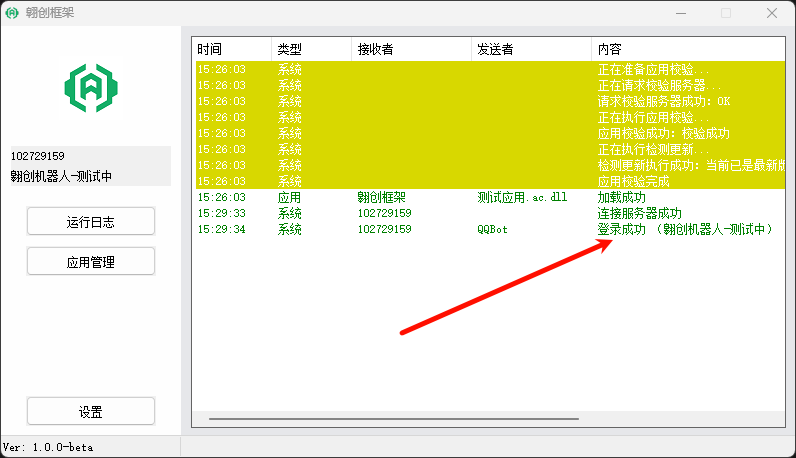 翱创框架
102729159
翱创机器人-测试中
运行日志
应用管理
设置
时间 类型 接收者 发送者 内容
15:26:03 系统 正在准备应用校验...
15:26:03 系统 正在请求校验服务器...
15:26:03 系统 请求校验服务器成功: OK
15:26:03 系统 正在执行应用校验...
15:26:03 系统 应用校验成功: 校验成功
15:26:03 系统 正在执行检测更新...
15:26:03 系统 检测更新执行成功: 当前已是最新版
15:26:03 系统 应用校验完成
15:26:03 应用 翱创框架 测试应用.ac.dll 加载成功
15:29:33 系统 102729159 连接服务器成功
15:29:34 系统 102729159 QQBot 登录成功 （翱创机器人-测试中）
Ver: 1.0.0-beta